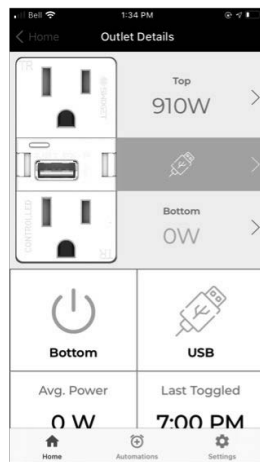 Bell 1:34 PM
Home Outlet Details
Top
910W
Bottom
0W
CONTROLLED
Bottom
USB
Avg. Power
0 W
Last Toggled
7:00 PM
Home
Automations
Settings